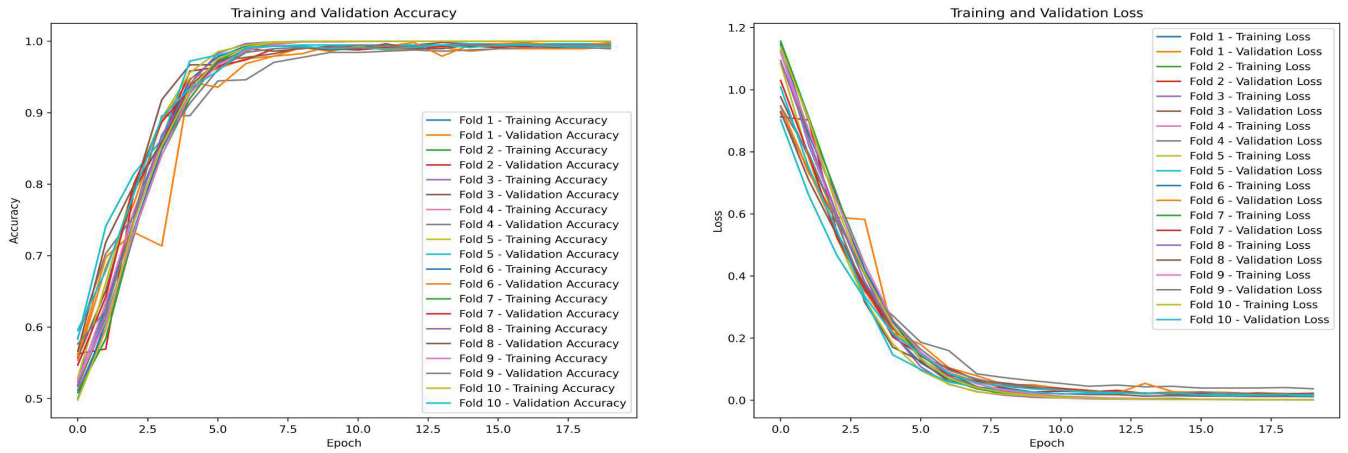 Training and Validation Accuracy
1.0
0.9
0.8
0.7
0.6
0.5
Accuracy
Fold 1 - Training Accuracy
Fold 1 - Validation Accuracy
Fold 2 - Training Accuracy
Fold 2 - Validation Accuracy
Fold 3 - Training Accuracy
Fold 3 - Validation Accuracy
Fold 4 - Training Accuracy
Fold 4 - Validation Accuracy
Fold 5 - Training Accuracy
Fold 5 - Validation Accuracy
Fold 6 - Training Accuracy
Fold 6 - Validation Accuracy
Fold 7 - Training Accuracy
Fold 7 - Validation Accuracy
Fold 8 - Training Accuracy
Fold 8 - Validation Accuracy
Fold 9 - Training Accuracy
Fold 9 - Validation Accuracy
Fold 10 - Training Accuracy
Fold 10 - Validation Accuracy
0.0 2.5 5.0 7.5 10.0 12.5 15.0 17.5
Epoch
Training and Validation Loss
1.2
1.0
0.8
0.6
0.4
0.2
0.0
Loss
Fold 1 - Training Loss
Fold 1 - Validation Loss
Fold 2 - Training Loss
Fold 2 - Validation Loss
Fold 3 - Training Loss
Fold 3 - Validation Loss
Fold 4 - Training Loss
Fold 4 - Validation Loss
Fold 5 - Training Loss
Fold 5 - Validation Loss
Fold 6 - Training Loss
Fold 6 - Validation Loss
Fold 7 - Training Loss
Fold 7 - Validation Loss
Fold 8 - Training Loss
Fold 8 - Validation Loss
Fold 9 - Training Loss
Fold 9 - Validation Loss
Fold 10 - Training Loss
Fold 10 - Validation Loss
0.0 2.5 5.0 7.5 10.0 12.5 15.0 17.5
Epoch